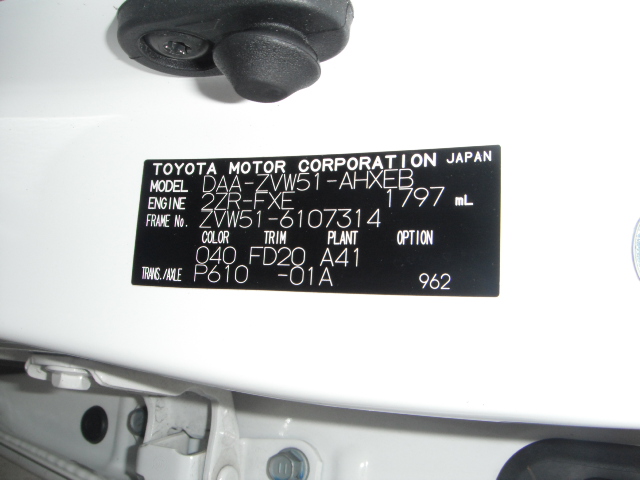 TOYOTA MOTOR CORPORATION JAPAN
MODEL DAA-ZVW51-AHXEB
ENGINE 2ZR-FXE 1797 mL
FRAME No. ZVW51-6107314
COLOR TRIM PLANT OPTION
040 FD20 A41
TRANS./AXLE P610 -01A 962